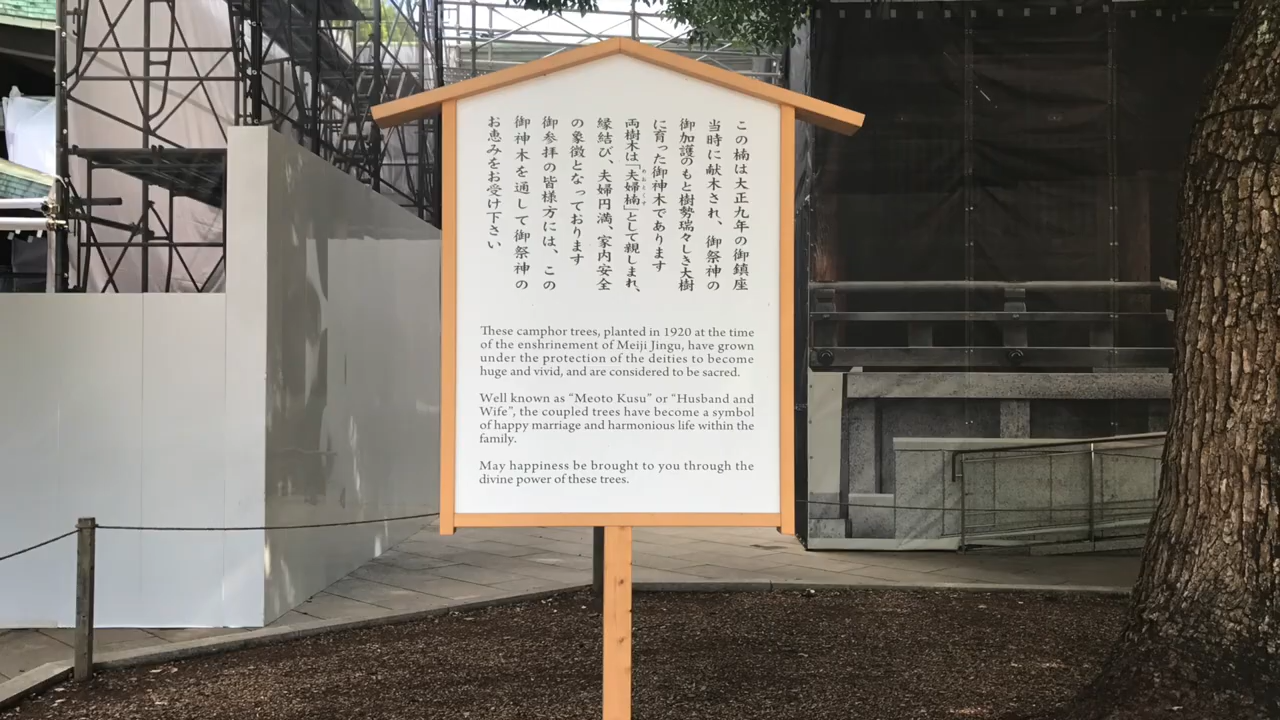 この楠は大正九年の御鎮座
当時に献木され、御祭神の
御加護のもと樹勢瑞々しき大樹
に育った御神木であります
両樹木は「夫婦楠」として親しまれ、
縁結び、夫婦円満、家内安全
の象徴となっております
御参拝の皆様方には、この
御神木を通して御祭神の
お恵みをお受け下さい
These camphor trees, planted in 1920 at the time
of the enshrinement of Meiji Jingu, have grown
under the protection of the deities to become
huge and vivid, and are considered to be sacred.
Well known as “Meoto Kusu” or “Husband and
Wife”, the coupled trees have become a symbol
of happy marriage and harmonious life within the
family.
May happiness be brought to you through the
divine power of these trees.